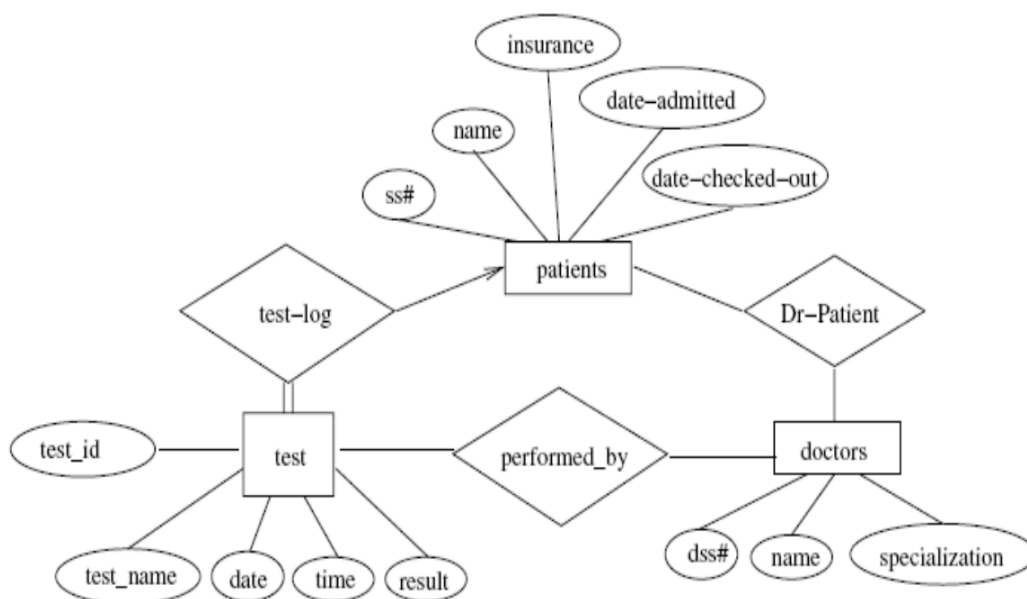 insurance
date-admitted
name
date-checked-out
ss#
patients
test-log
Dr-Patient
test_id
test
performed_by
doctors
test_name
date
time
result
dss#
name
specialization